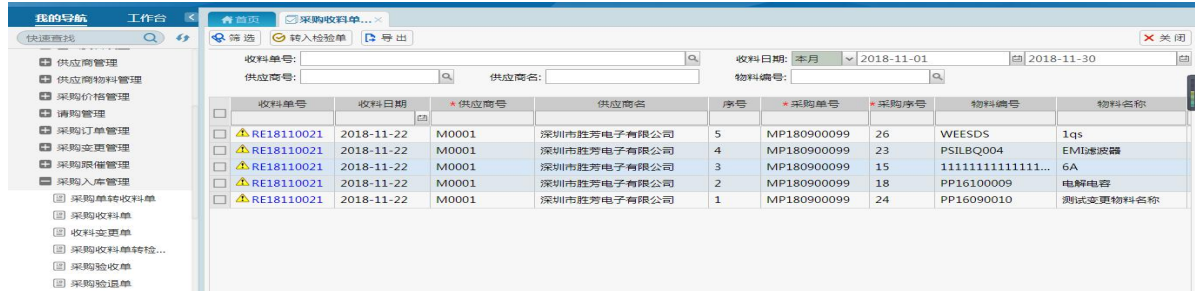 我的导航 工作台
首页 采购收料单...
快速查找
筛选 转入检验单 导出 关闭
收料单号: 收料日期: 本月 2018-11-01 2018-11-30
供应商号: 供应商名: 物料编号:
供应商管理
供应商物料管理
采购价格管理
请购管理
采购订单管理
采购变更管理
采购跟催管理
采购入库管理
采购单转收料单
采购收料单
收料变更单
采购收料单转检...
采购验收单
采购验退单
收料单号 收料日期 *供应商号 供应商名 序号 *采购单号 *采购序号 物料编号 物料名称
RE18110021 2018-11-22 M0001 深圳市胜芳电子有限公司 5 MP180900099 26 WEESDS 1qs
RE18110021 2018-11-22 M0001 深圳市胜芳电子有限公司 4 MP180900099 23 PSILBQ004 EMI滤波器
RE18110021 2018-11-22 M0001 深圳市胜芳电子有限公司 3 MP180900099 15 11111111111111... 6A
RE18110021 2018-11-22 M0001 深圳市胜芳电子有限公司 2 MP180900099 18 PP16100009 电解电容
RE18110021 2018-11-22 M0001 深圳市胜芳电子有限公司 1 MP180900099 24 PP16090010 测试变更物料名称